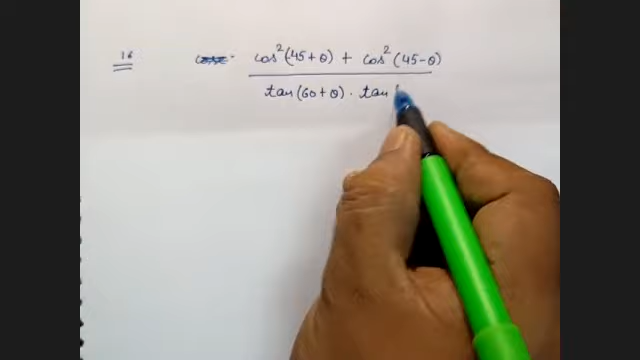 16 cos²(45+θ) + cos²(45-θ)
tan(60+θ) · tan(